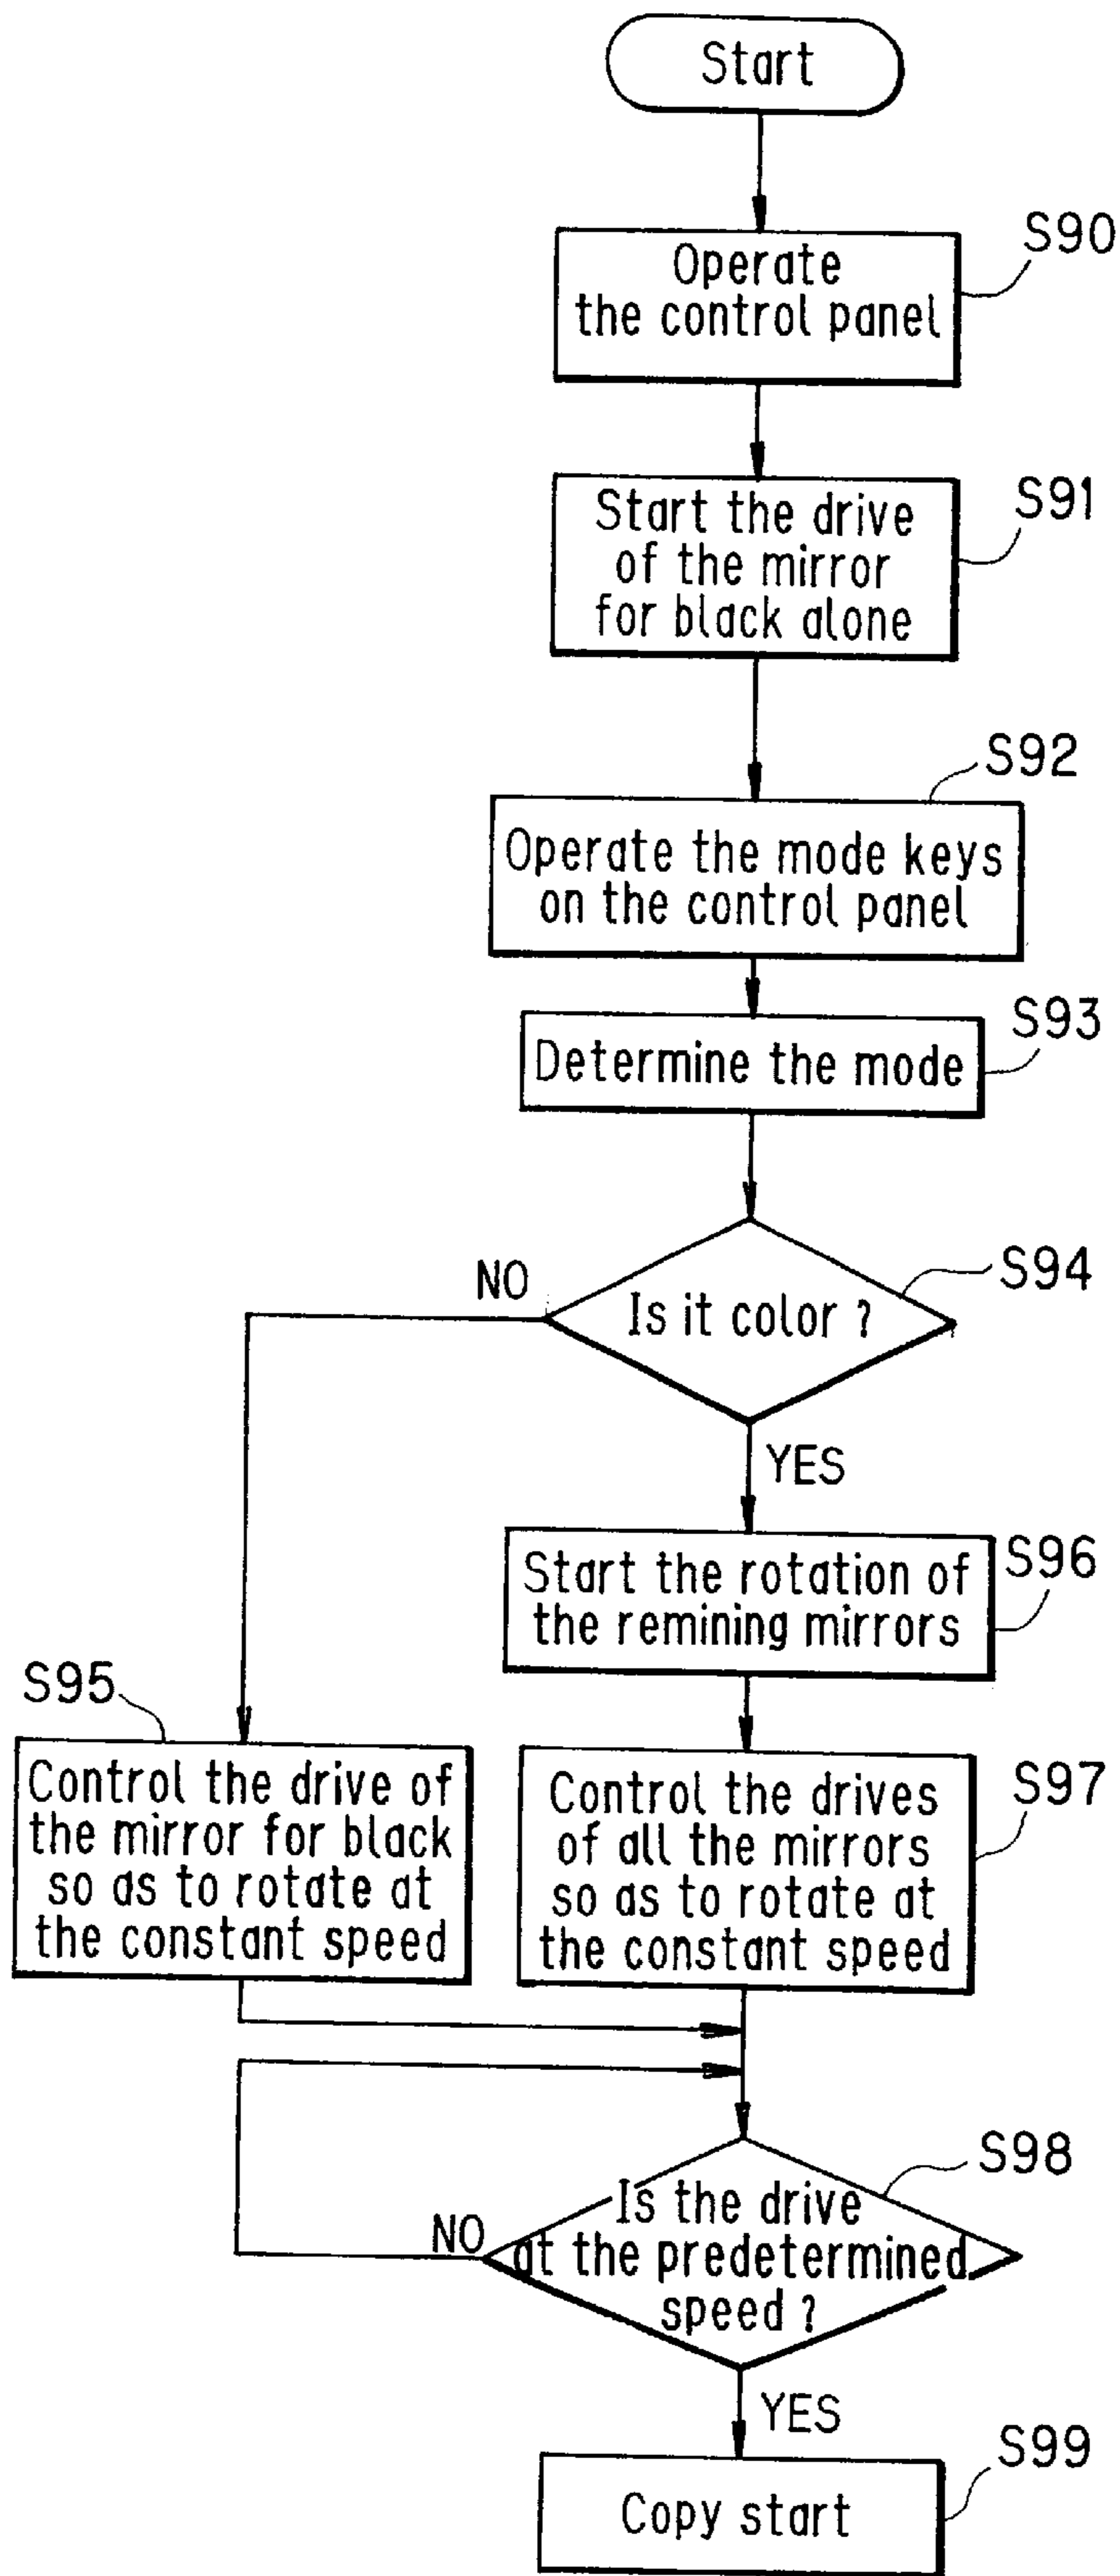 Start
S90
Operate
the control panel
S91
Start the drive
of the mirror
for black alone
S92
Operate the mode keys
on the control panel
S93
Determine the mode
S94
NO
Is it color ?
YES
S96
Start the rotation of
the remining mirrors
S95
Control the drive of
the mirror for black
so as to rotate at
the constant speed
S97
Control the drives
of all the mirrors
so as to rotate at
the constant speed
S98
NO
Is the drive
at the predetermined
speed ?
YES
S99
Copy start